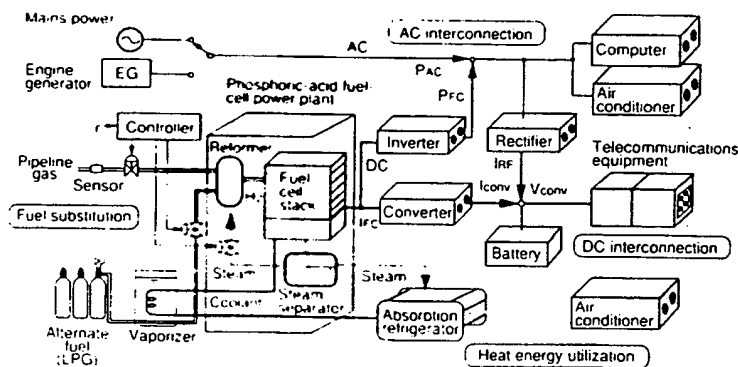 Mains power
AC
AC interconnection
Computer
Engine
generator
EG
PAC
PFC
Air
conditioner
Phosphoric-acid fuel-
cell power plant
Controller
Inverter
Rectifier
Reformer
DC
Telecommunications
equipment
Pipeline
gas
Sensor
Fuel
cell
stack
IRF
Iconv
Vconv
IFC
Converter
Fuel substitution
Battery
DC interconnection
Steam
Steam
separator
Steam
Coolant
Absorption
refrigerator
Air
conditioner
Alternate
fuel
(LPG)
Vaporizer
Heat energy utilization